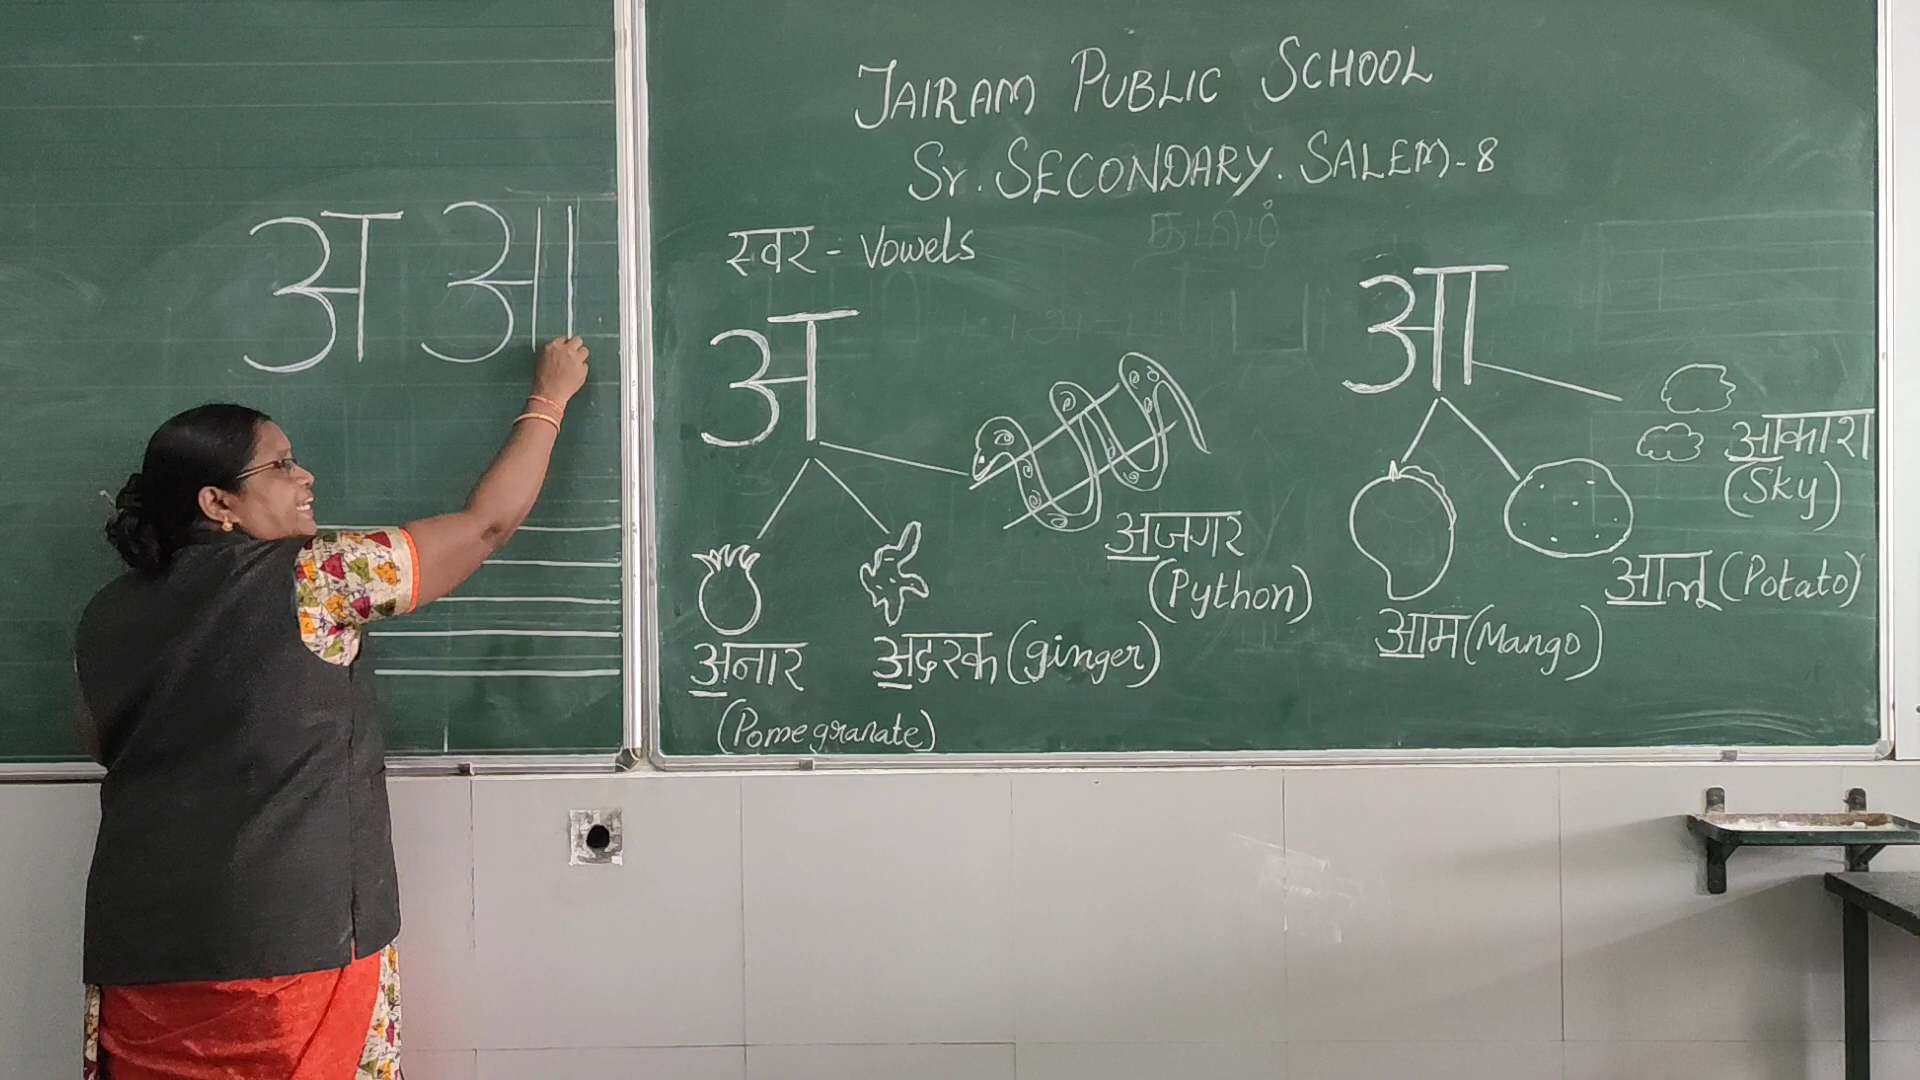 अ आ
JAIRAM PUBLIC SCHOOL
Sr. SECONDARY. SALEM-8
स्वर - Vowels
अ
अजगर
(Python)
अनार
(Pomegranate)
अदरक (ginger)
आ
आकाश
(Sky)
आलू (Potato)
आम (Mango)